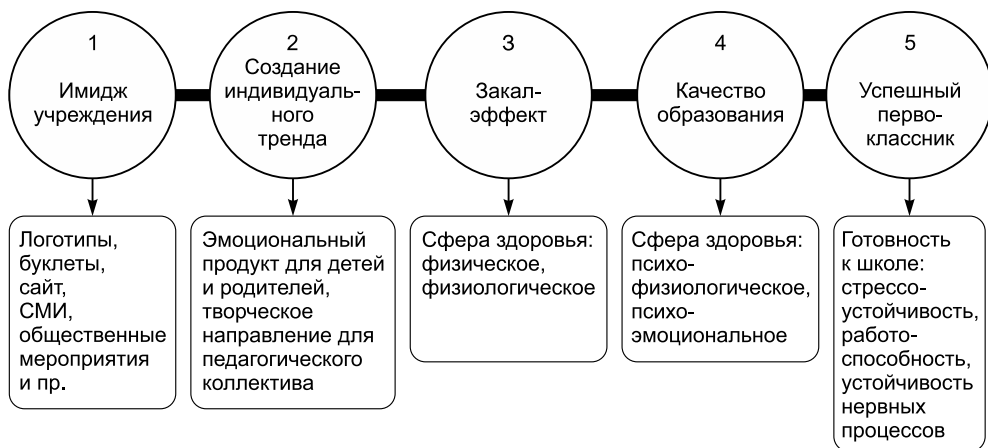 1
Имидж
учреждения
2
Создание
индивидуаль-
ного
тренда
3
Закал-
эффект
4
Качество
образования
5
Успешный
перво-
классник
Логотипы,
буклеты,
сайт,
СМИ,
общественные
мероприятия
и пр.
Эмоциональный
продукт для детей
и родителей,
творческое
направление для
педагогического
коллектива
Сфера здоровья:
физическое,
физиологическое
Сфера здоровья:
психо-
физиологическое,
психо-
эмоциональное
Готовность
к школе:
стрессо-
устойчивость,
работо-
способность,
устойчивость
нервных
процессов